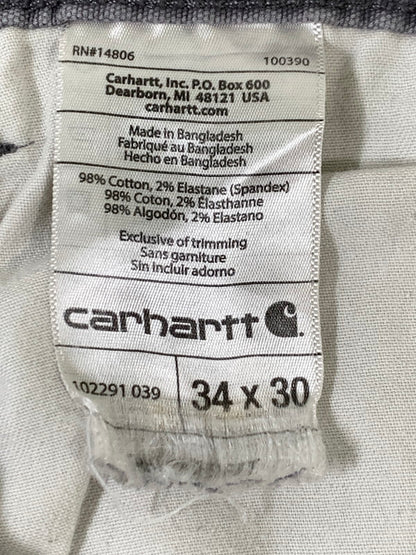 RN#14806 100390
Carhartt, Inc. P.O. Box 600
Dearborn, MI 48121 USA
carhartt.com
Made in Bangladesh
Fabriqué au Bangladesh
Hecho en Bangladesh
98% Cotton, 2% Elastane (Spandex)
98% Cotton, 2% Élasthanne
98% Algodón, 2% Elastano
Exclusive of trimming
Sans garniture
Sin incluir adorno
carhartt
102291 039 34 x 30